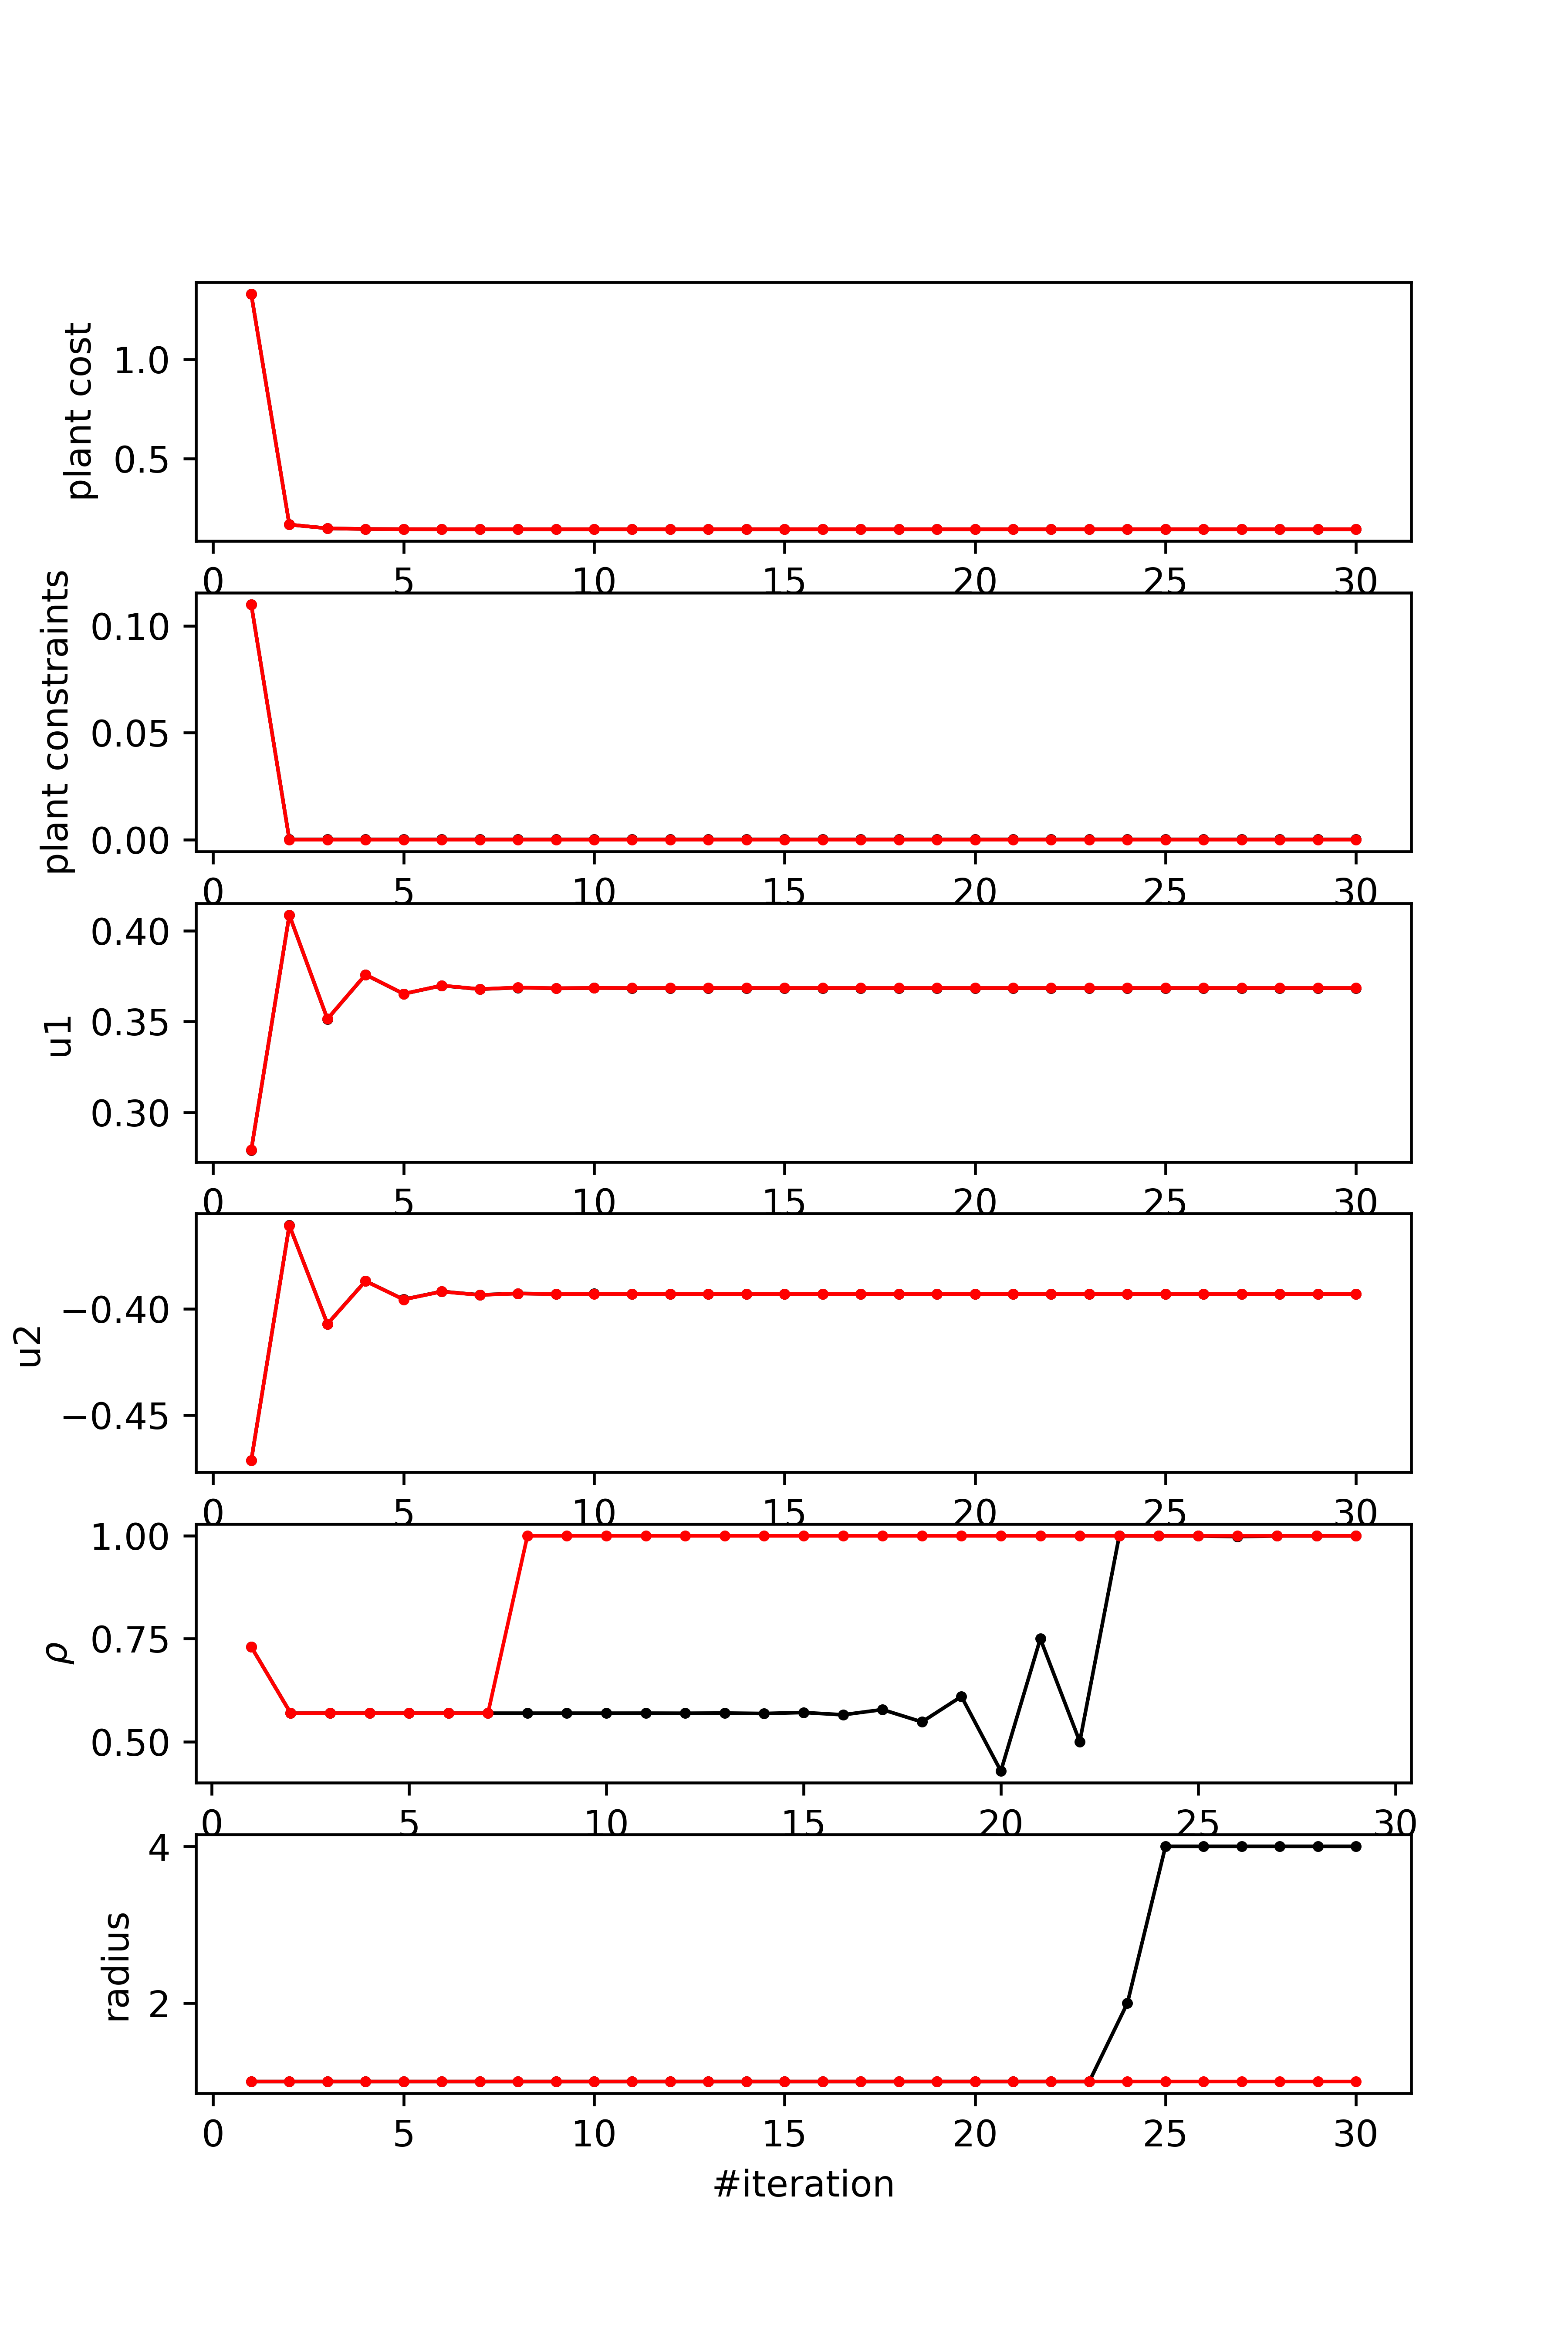 plant cost
1.0
0.5
0 5 10 15 20 25 30
plant constraints
0.10
0.05
0.00
0 5 10 15 20 25 30
u1
0.40
0.35
0.30
0 5 10 15 20 25 30
u2
−0.40
−0.45
0 5 10 15 20 25 30
ρ
1.00
0.75
0.50
0 5 10 15 20 25 30
radius
4
2
0 5 10 15 20 25 30
#iteration